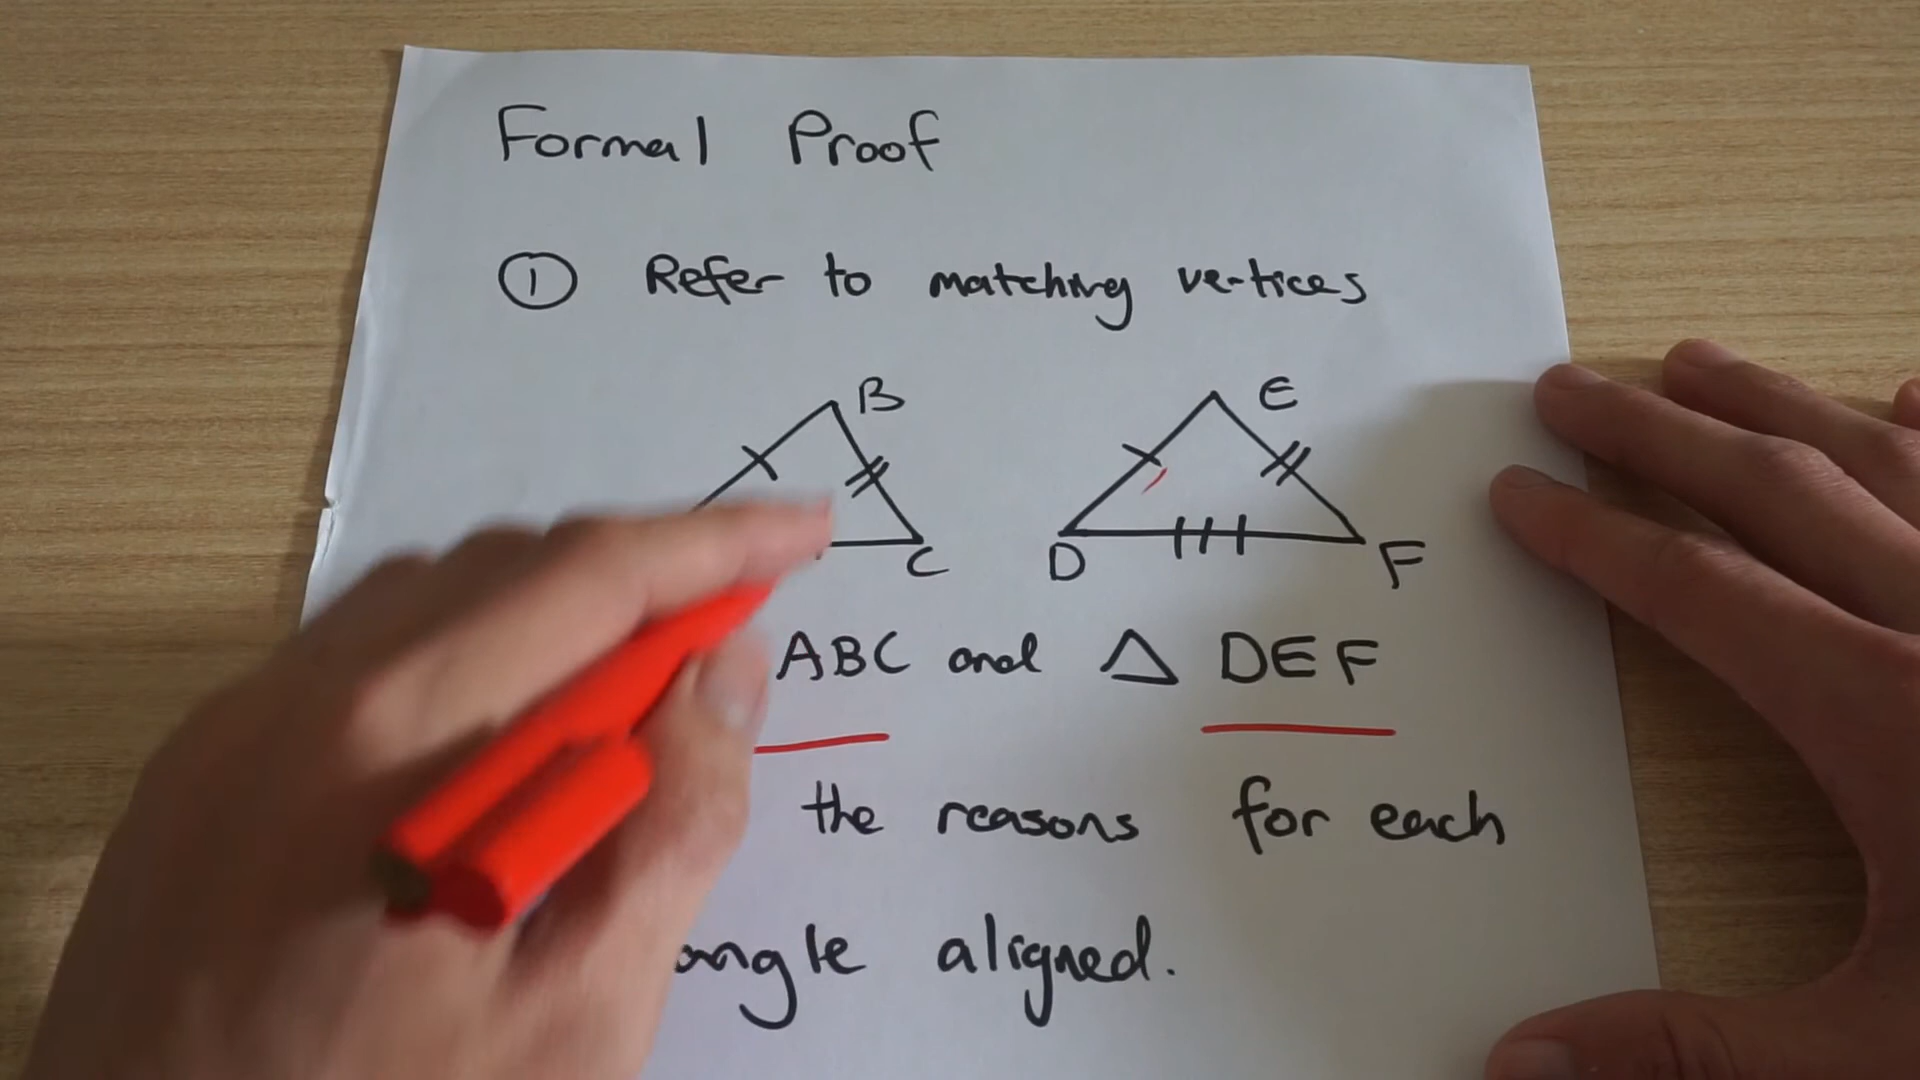 Formal Proof
① Refer to matching vertices
B E
C D F
ABC and △ DEF
the reasons for each
angle aligned.